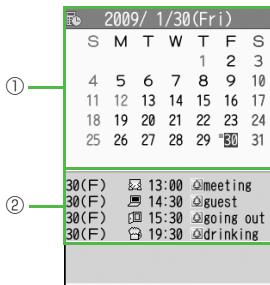 2009/ 1/30(Fri)
S M T W T F S
1 2 3
4 5 6 7 8 9 10
11 12 13 14 15 16 17
18 19 20 21 22 23 24
25 26 27 28 29 30 31
①
②
30(F) 13:00 meeting
30(F) 14:30 guest
30(F) 15:30 going out
30(F) 19:30 drinking